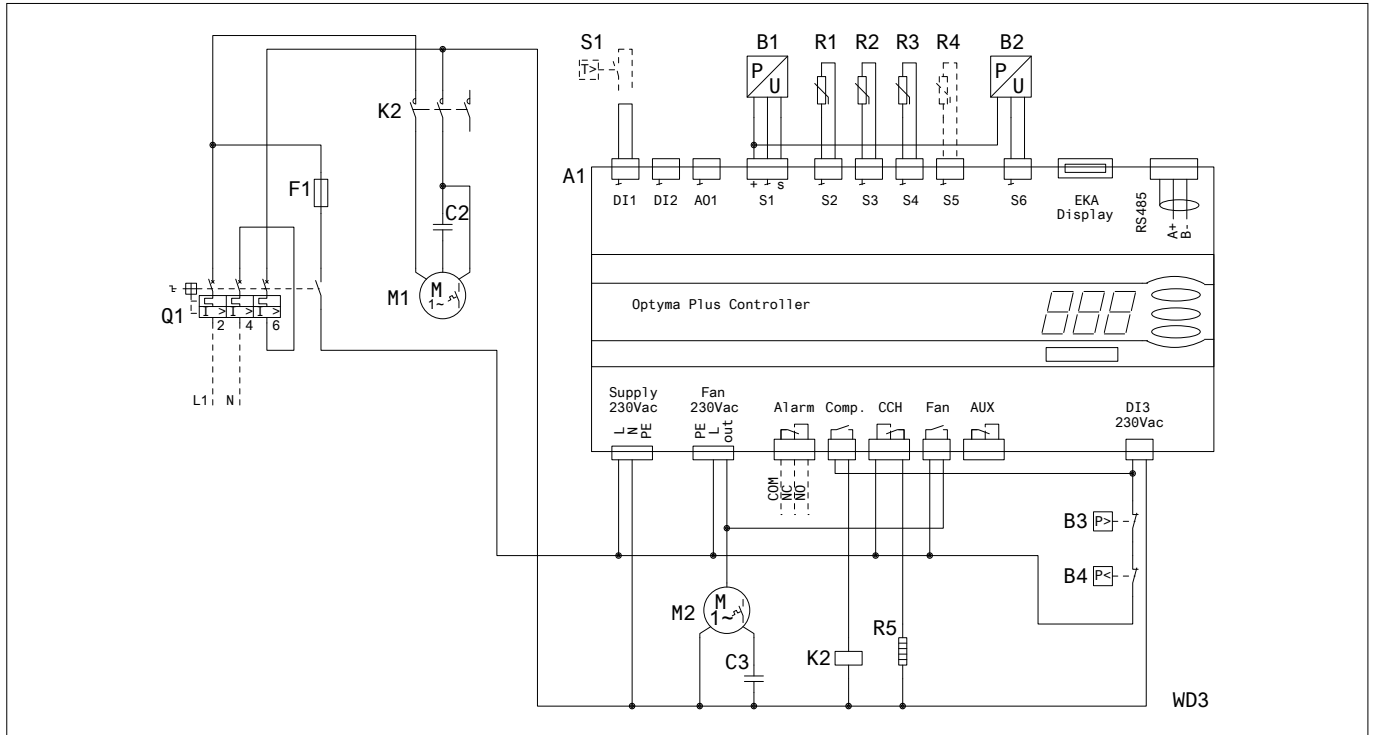 S1 B1 R1 R2 R3 R4 B2
T> P U P U
K2
A1
DI1 DI2 AO1 + - s S1 S2 S3 S4 S5 S6 EKA Display RS485 A+ B-
F1
C2
M1 M 1~
Optyma Plus Controller
Q1 I > I > I >
2 4 6
L1 N
Supply 230Vac Fan 230Vac Alarm Comp. CCH Fan AUX DI3 230Vac
L N PE PE L out
COM NC NO
B3 P>
B4 P<
M2 M 1~
R5
C3 K2
WD3